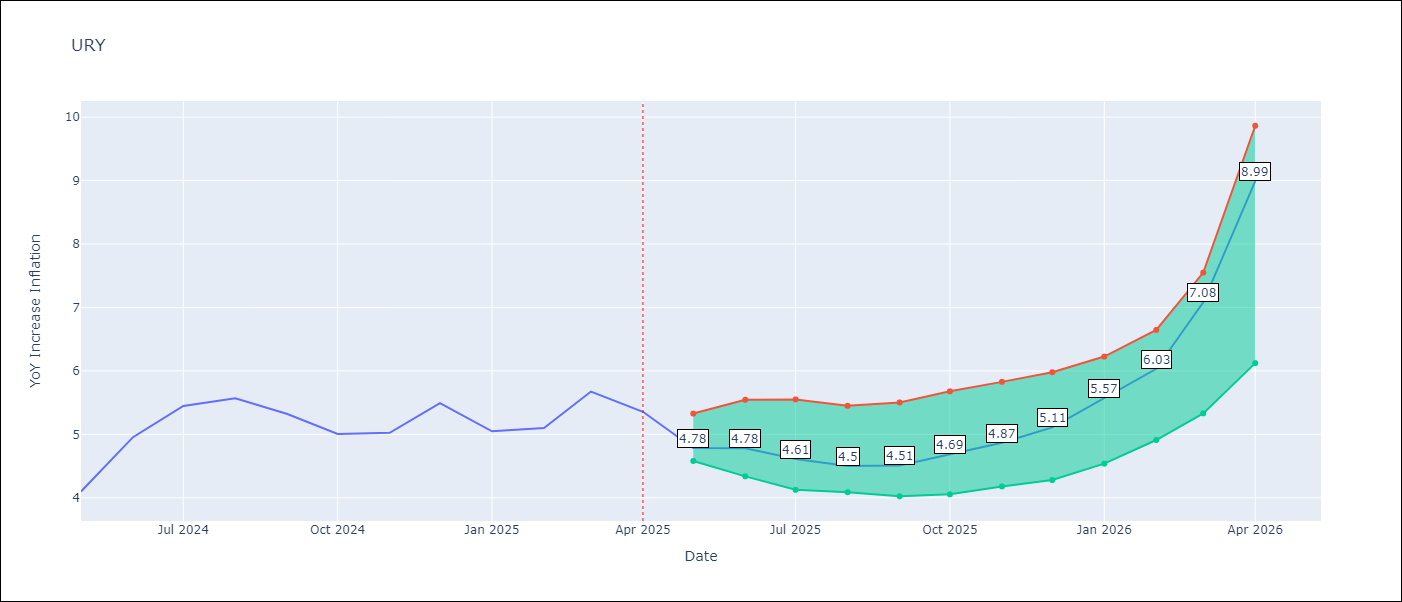 URY
YoY Increase Inflation
10
9
8
7
6
5
4
4.78
4.78
4.61
4.5
4.51
4.69
4.87
5.11
5.57
6.03
7.08
8.99
Jul 2024
Oct 2024
Jan 2025
Apr 2025
Jul 2025
Oct 2025
Jan 2026
Apr 2026
Date